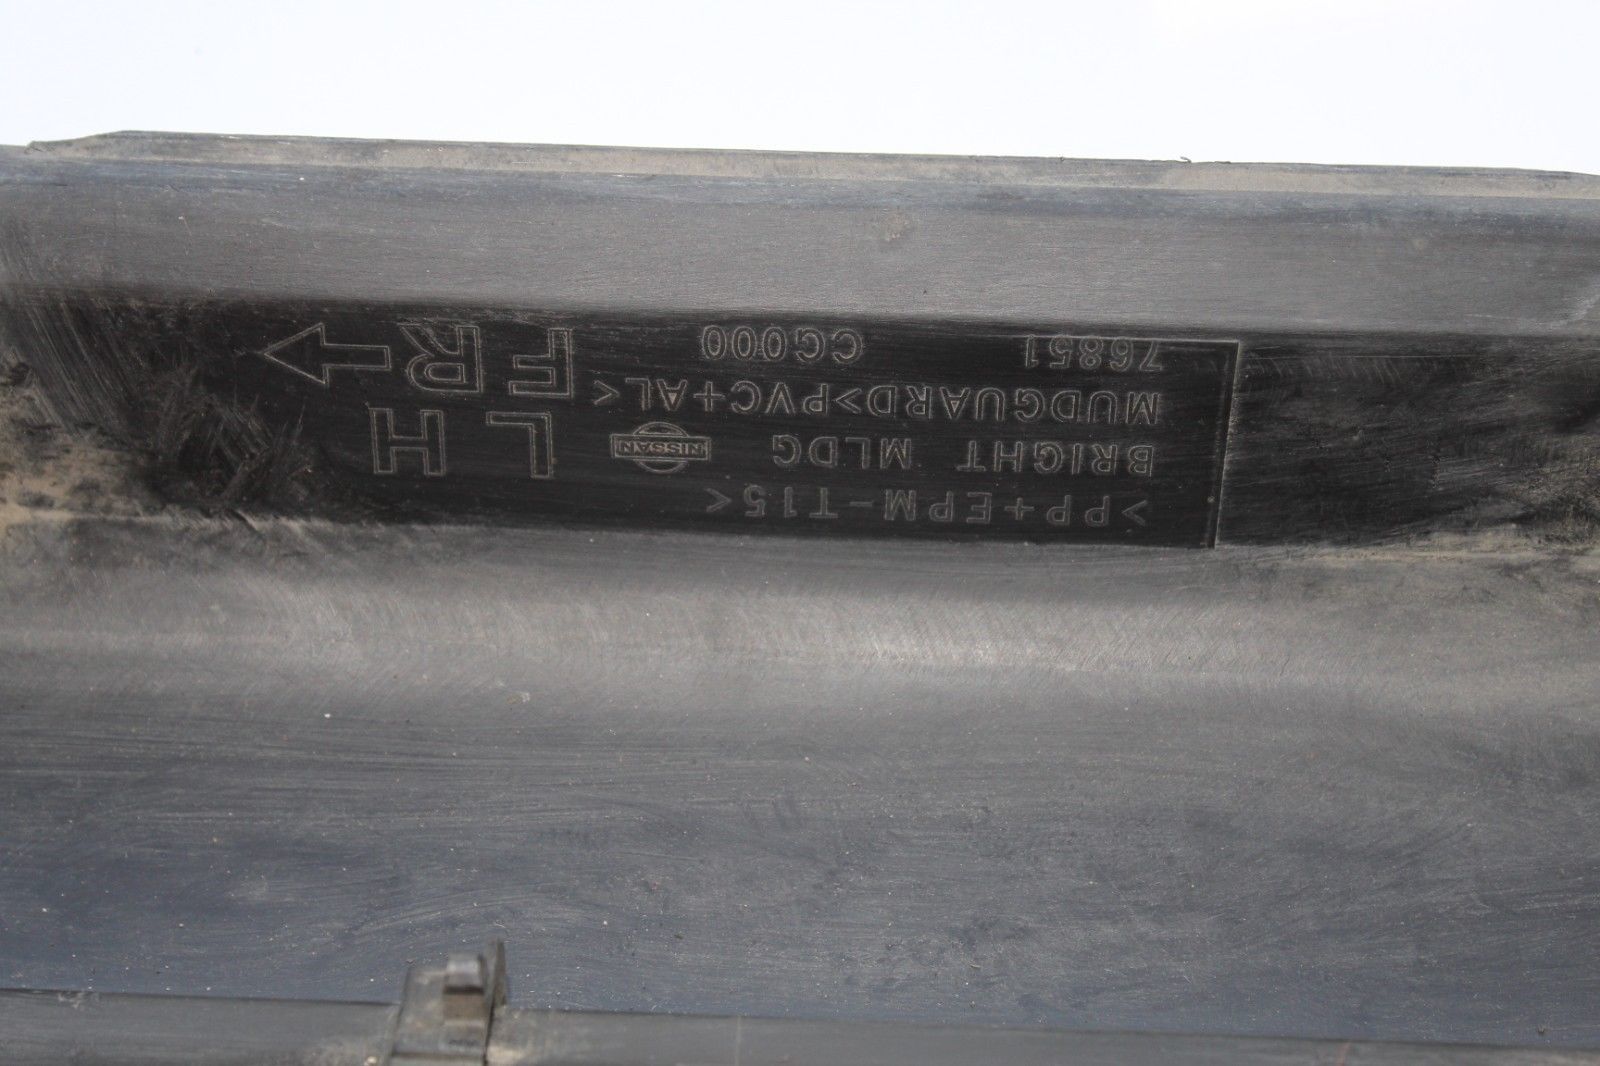 >PP+EPM-T15<
BRIGHT MLDG
MUDGUARD>PVC+AL<
76851 CG000
NISSAN
LH
FR